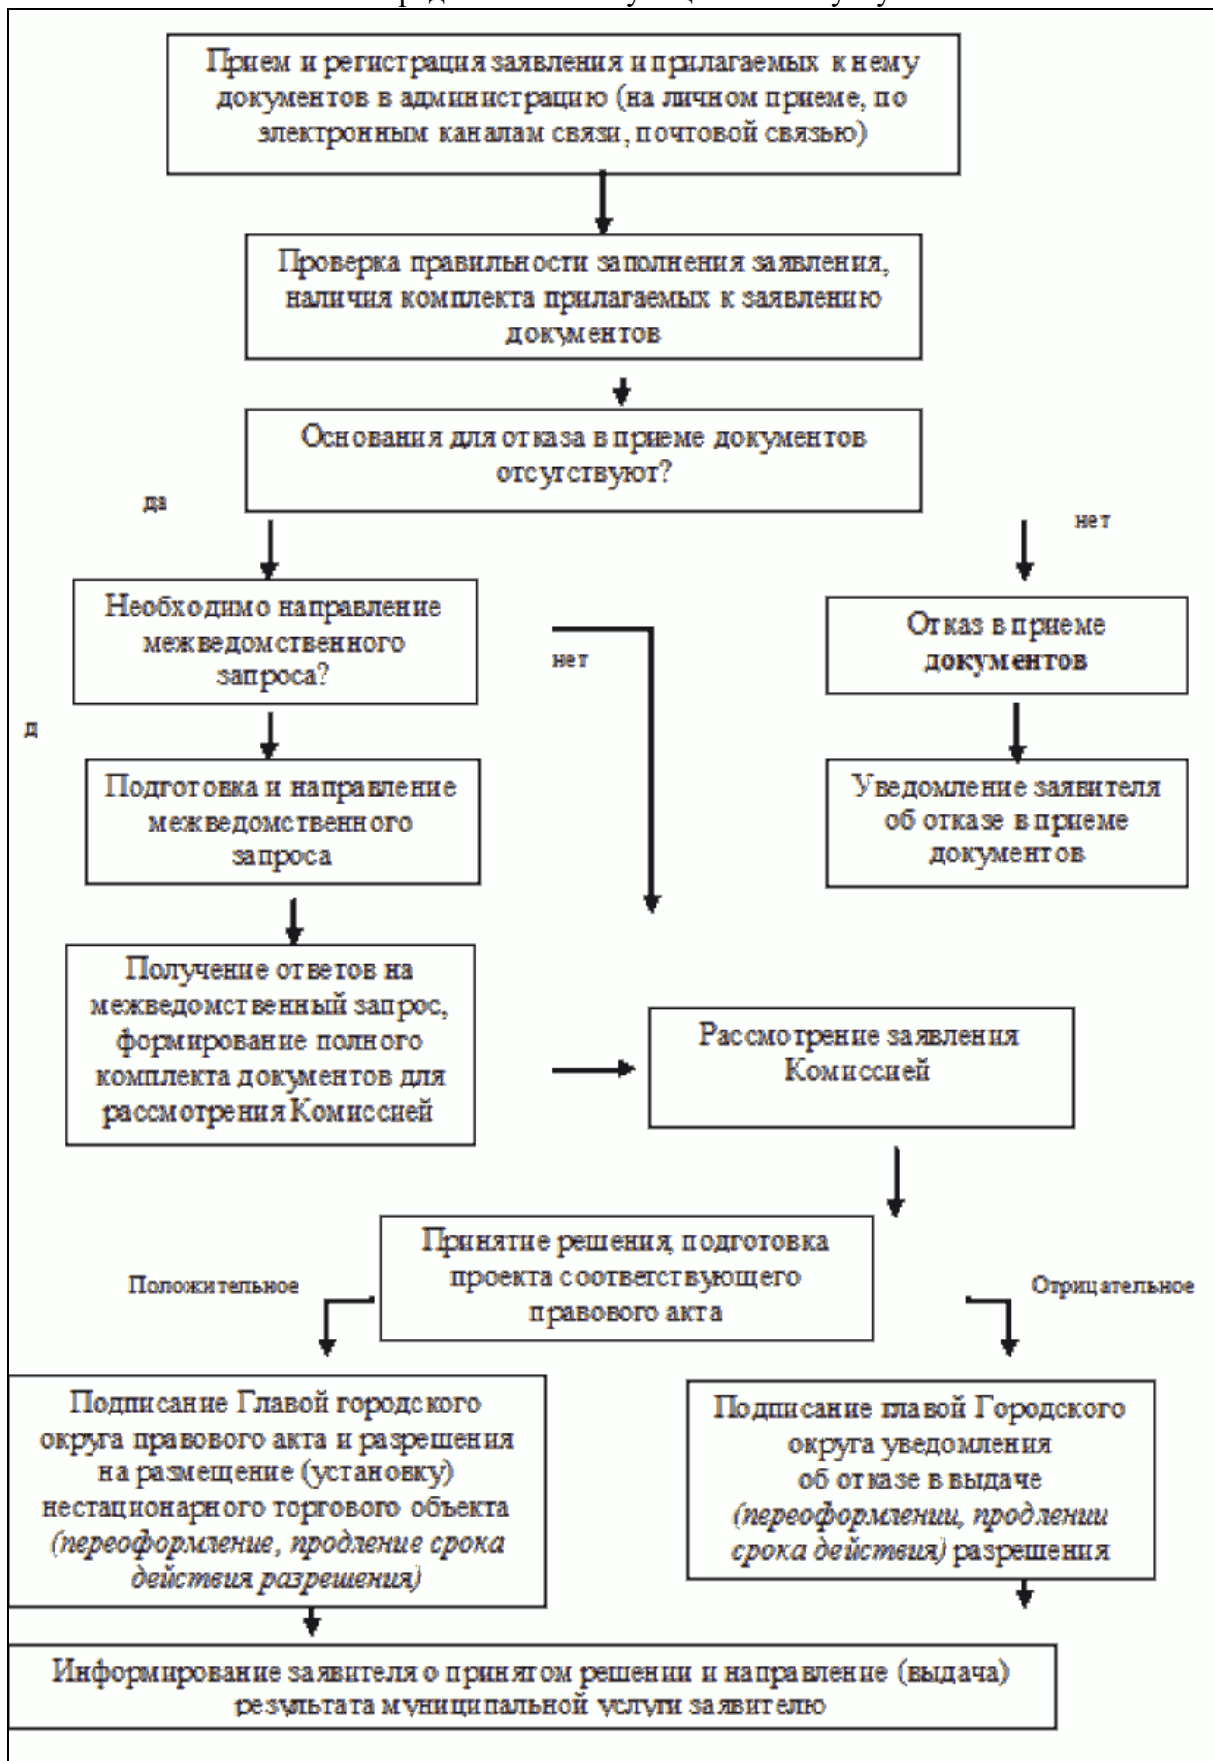 Прием и регистрация заявления и прилагаемых к нему
документов в администрацию (на личном приеме, по
электронным каналам связи, почтовой связью)
Проверка правильности заполнения заявления,
наличия комплекта прилагаемых к заявлению
документов
Основания для отказа в приеме документов
отсутствуют?
да
нет
Необходимо направление
межведомственного
запроса?
нет
Отказ в приеме
документов
д
Подготовка и направление
межведомственного
запроса
Уведомление заявителя
об отказе в приеме
документов
Получение ответов на
межведомственный запрос,
формирование полного
комплекта документов для
рассмотрения Комиссией
Рассмотрение заявления
Комиссией
Принятие решения, подготовка
проекта соответствующего
правового акта
Положительное
Отрицательное
Подписание Главой городского
округа правового акта и разрешения
на размещение (установку)
нестационарного торгового объекта
(переоформление, продление срока
действия разрешения)
Подписание главой Городского
округа уведомления
об отказе в выдаче
(переоформлении, продлении
срока действия) разрешения
Информирование заявителя о принятом решении и направление (выдача)
результата муниципальной услуги заявителю